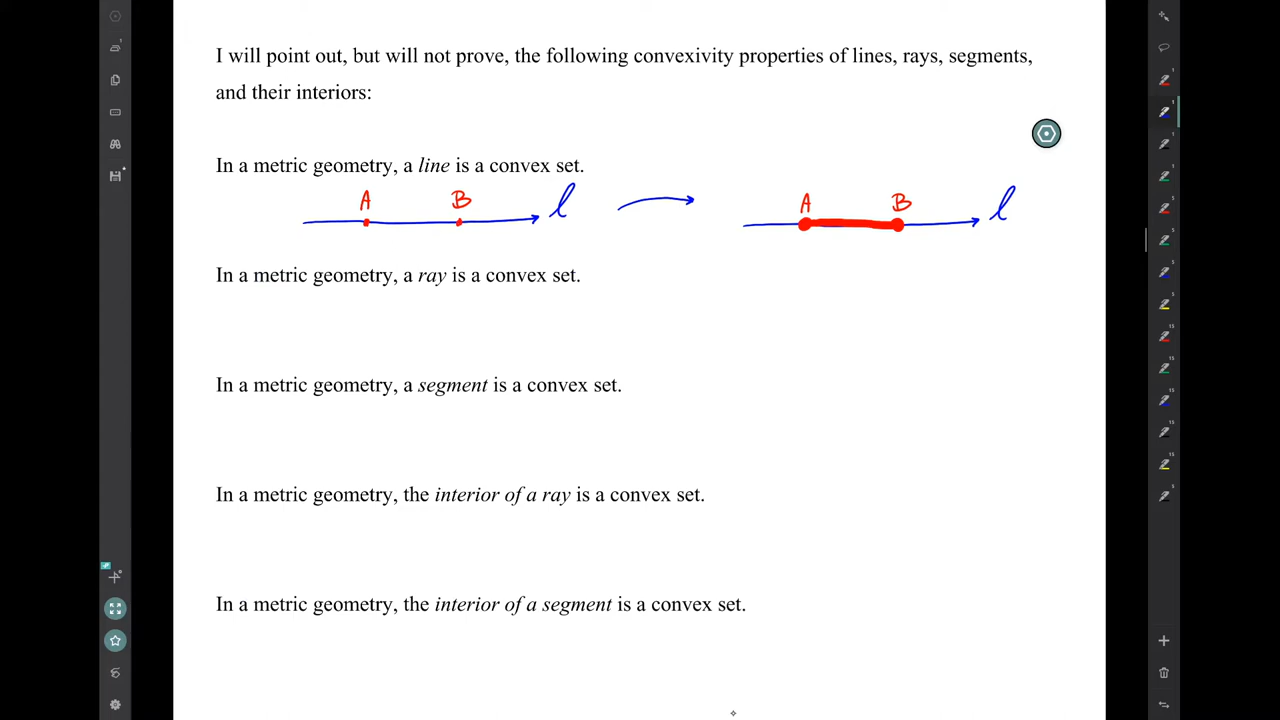 I will point out, but will not prove, the following convexivity properties of lines, rays, segments,
and their interiors:
In a metric geometry, a line is a convex set.
A B l A B l
In a metric geometry, a ray is a convex set.
In a metric geometry, a segment is a convex set.
In a metric geometry, the interior of a ray is a convex set.
In a metric geometry, the interior of a segment is a convex set.